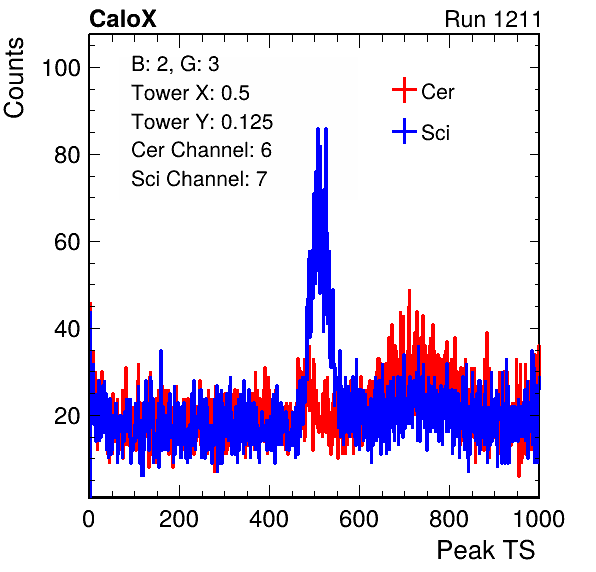 CaloX Run 1211
Counts
B: 2, G: 3
Tower X: 0.5
Tower Y: 0.125
Cer Channel: 6
Sci Channel: 7
Cer
Sci
100
80
60
40
20
0 200 400 600 800 1000
Peak TS